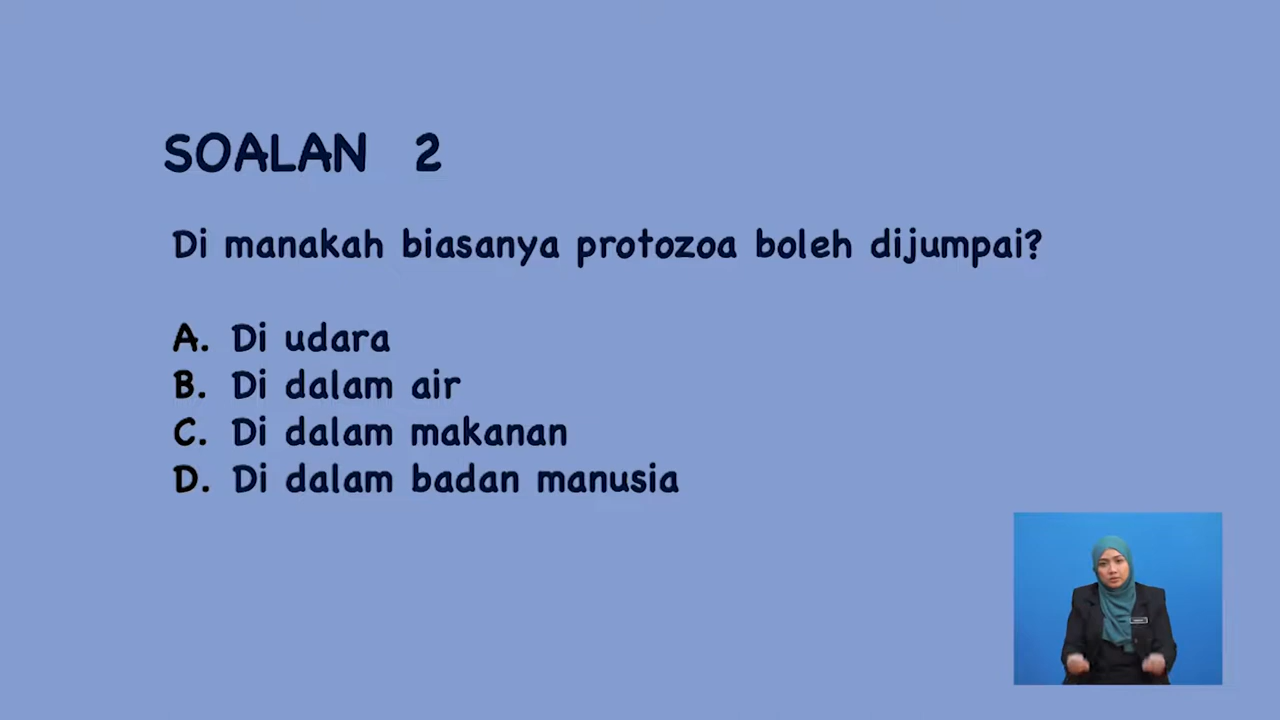 SOALAN 2
Di manakah biasanya protozoa boleh dijumpai?
A. Di udara
B. Di dalam air
C. Di dalam makanan
D. Di dalam badan manusia